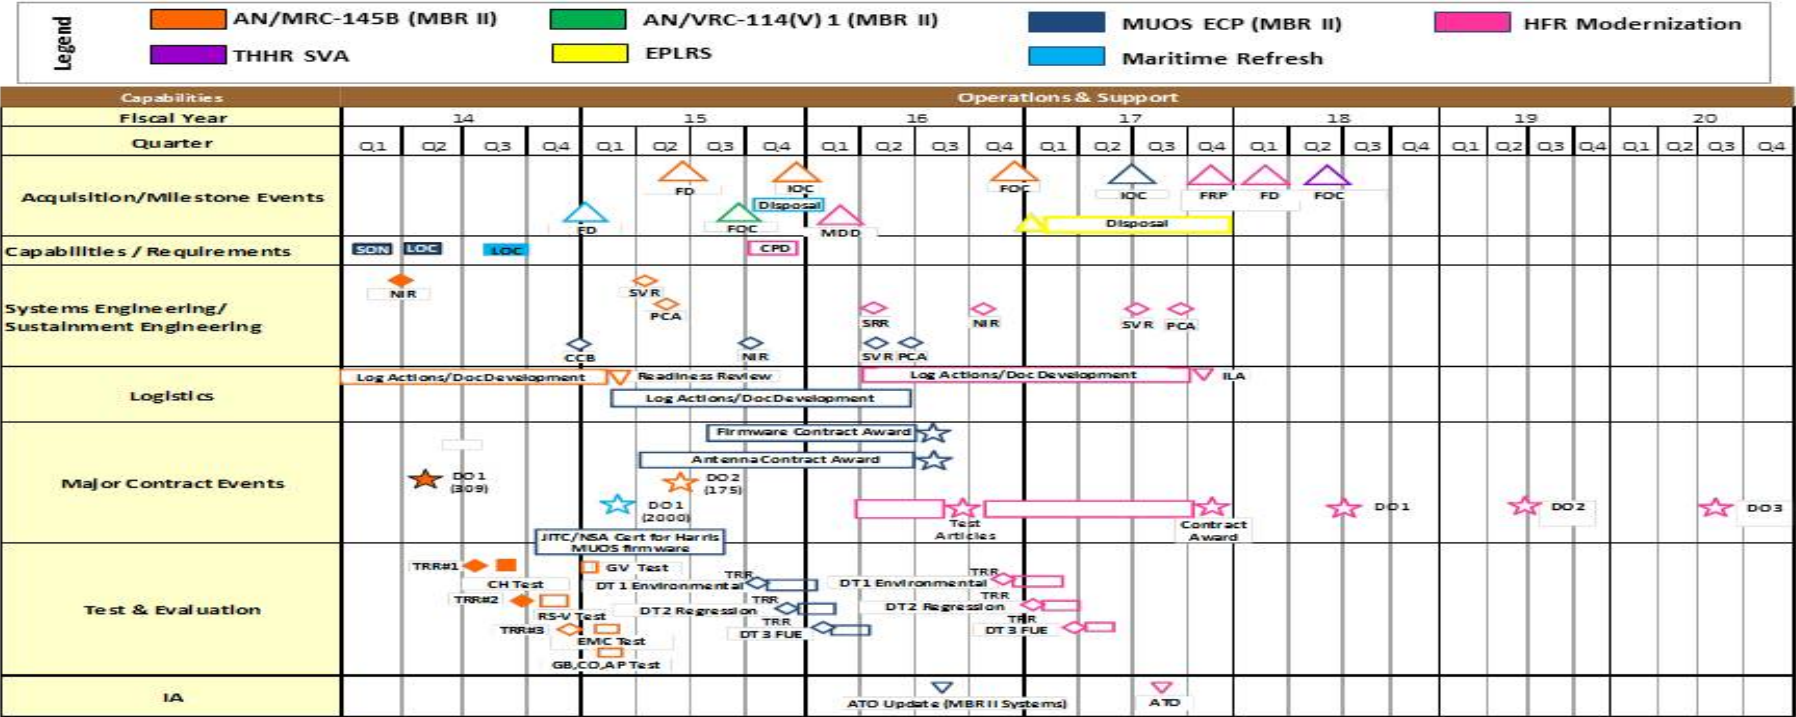 Legend
AN/MRC-145B (MBR II)
AN/VRC-114(V) 1 (MBR II)
MUOS ECP (MBR II)
HFR Modernization
THHR SVA
EPLRS
Maritime Refresh
Capabilities
Operations & Support
Fiscal Year
14
15
16
17
18
19
20
Quarter
Q1 Q2 Q3 Q4 Q1 Q2 Q3 Q4 Q1 Q2 Q3 Q4 Q1 Q2 Q3 Q4 Q1 Q2 Q3 Q4 Q1 Q2 Q3 Q4 Q1 Q2 Q3 Q4
Acquisition/Milestone Events
FD
IOC
FOC
IOC
FRP
FD
FOC
Disposal
FD
FOC
MDD
Disposal
Capabilities / Requirements
SON
LOC
LOC
CPD
Systems Engineering/
Sustainment Engineering
NIR
SVR
PCA
SRR
NIR
SVR
PCA
CCB
NIR
SVR PCA
Logistics
Log Actions/Doc Development
Readiness Review
Log Actions/Doc Development
ILA
Log Actions/Doc Development
Major Contract Events
Firmware Contract Award
Antenna Contract Award
DO 1
(309)
DO 2
(175)
DO 1
(2000)
Test
Articles
Contract
Award
DO 1
DO 2
DO 3
JITC/NSA Cert for Harris
MUOS firmware
Test & Evaluation
TRR#1
CH Test
GV Test
TRR#2
RS-V Test
TRR#3
EMC Test
GB,CO,AP Test
TRR
DT 1 Environmental
TRR
DT2 Regression
TRR
DT 3 FUE
TRR
DT1 Environmental
TRR
DT2 Regression
TRR
DT 3 FUE
IA
ATO Update (MBR II Systems)
ATO